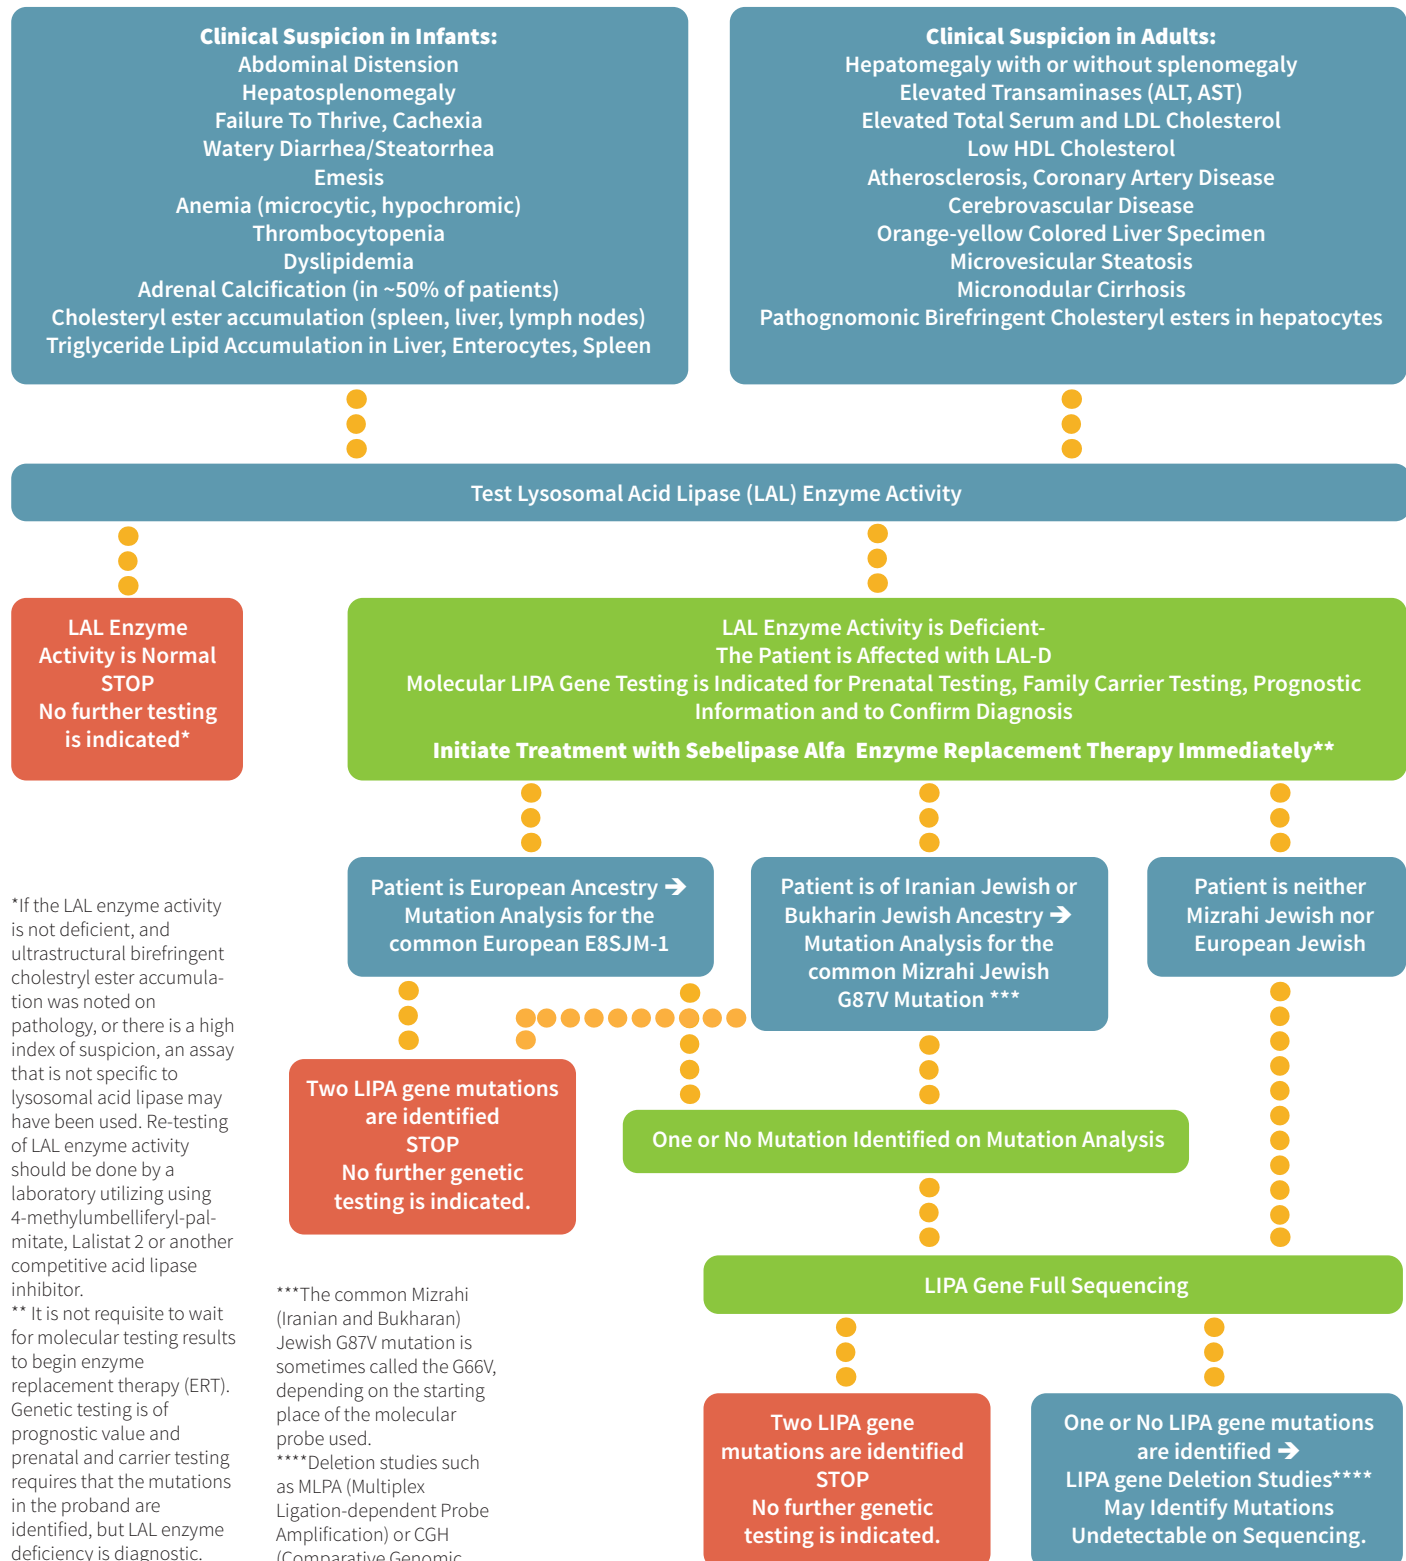 Clinical Suspicion in Infants:
Abdominal Distension
Hepatosplenomegaly
Failure To Thrive, Cachexia
Watery Diarrhea/Steatorrhea
Emesis
Anemia (microcytic, hypochromic)
Thrombocytopenia
Dyslipidemia
Adrenal Calcification (in ~50% of patients)
Cholesteryl ester accumulation (spleen, liver, lymph nodes)
Triglyceride Lipid Accumulation in Liver, Enterocytes, Spleen
Clinical Suspicion in Adults:
Hepatomegaly with or without splenomegaly
Elevated Transaminases (ALT, AST)
Elevated Total Serum and LDL Cholesterol
Low HDL Cholesterol
Atherosclerosis, Coronary Artery Disease
Cerebrovascular Disease
Orange-yellow Colored Liver Specimen
Microvesicular Steatosis
Micronodular Cirrhosis
Pathognomonic Birefringent Cholesteryl esters in hepatocytes
Test Lysosomal Acid Lipase (LAL) Enzyme Activity
LAL Enzyme
Activity is Normal
STOP
No further testing
is indicated*
LAL Enzyme Activity is Deficient-
The Patient is Affected with LAL-D
Molecular LIPA Gene Testing is Indicated for Prenatal Testing, Family Carrier Testing, Prognostic
Information and to Confirm Diagnosis
Initiate Treatment with Sebelipase Alfa Enzyme Replacement Therapy Immediately**
Patient is European Ancestry ➔
Mutation Analysis for the
common European E8SJM-1
Patient is of Iranian Jewish or
Bukharin Jewish Ancestry ➔
Mutation Analysis for the
common Mizrahi Jewish
G87V Mutation ***
Patient is neither
Mizrahi Jewish nor
European Jewish
Two LIPA gene mutations
are identified
STOP
No further genetic
testing is indicated.
One or No Mutation Identified on Mutation Analysis
LIPA Gene Full Sequencing
Two LIPA gene
mutations are identified
STOP
No further genetic
testing is indicated.
One or No LIPA gene mutations
are identified ➔
LIPA gene Deletion Studies****
May Identify Mutations
Undetectable on Sequencing.
*If the LAL enzyme activity
is not deficient, and
ultrastructural birefringent
cholestryl ester accumula-
tion was noted on
pathology, or there is a high
index of suspicion, an assay
that is not specific to
lysosomal acid lipase may
have been used. Re-testing
of LAL enzyme activity
should be done by a
laboratory utilizing using
4-methylumbelliferyl-pal-
mitate, Lalistat 2 or another
competitive acid lipase
inhibitor.
** It is not requisite to wait
for molecular testing results
to begin enzyme
replacement therapy (ERT).
Genetic testing is of
prognostic value and
prenatal and carrier testing
requires that the mutations
in the proband are
identified, but LAL enzyme
deficiency is diagnostic.
***The common Mizrahi
(Iranian and Bukharan)
Jewish G87V mutation is
sometimes called the G66V,
depending on the starting
place of the molecular
probe used.
****Deletion studies such
as MLPA (Multiplex
Ligation-dependent Probe
Amplification) or CGH
(Comparative Genomic